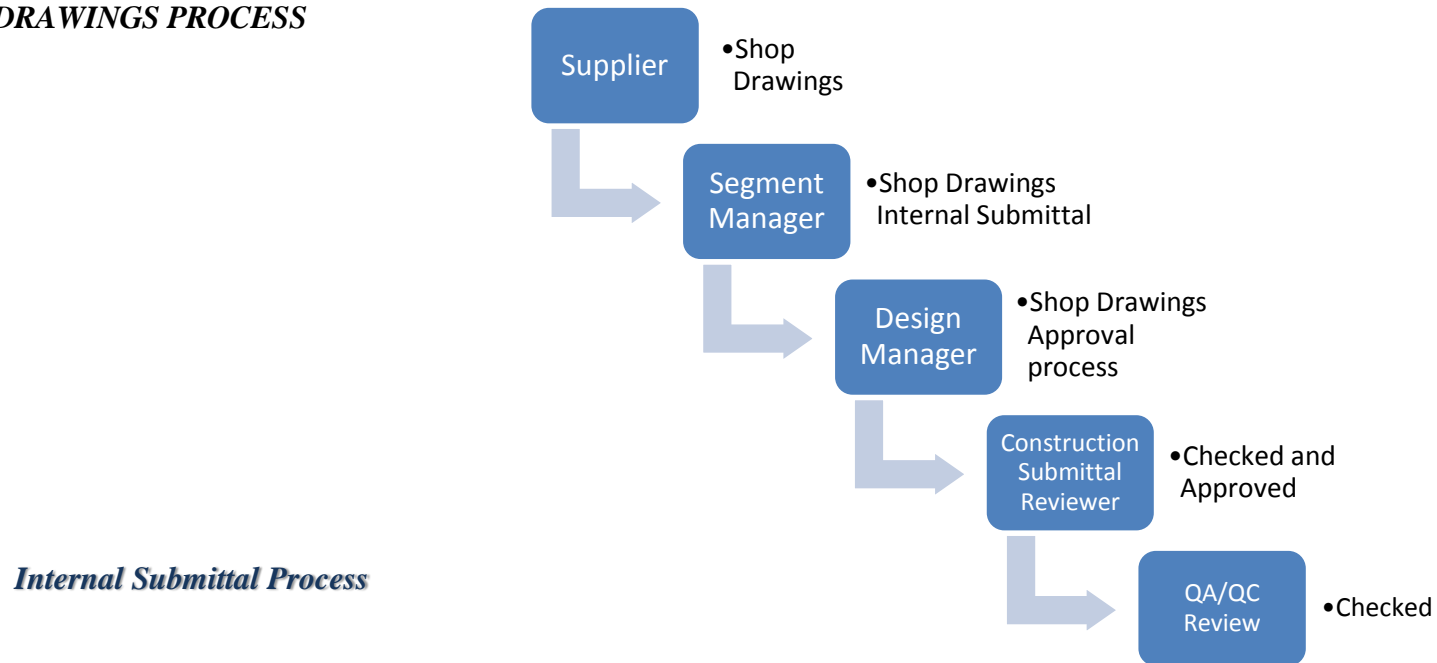 DRAWINGS PROCESS
Supplier
•Shop
Drawings
Segment
Manager
•Shop Drawings
Internal Submittal
Design
Manager
•Shop Drawings
Approval
process
Construction
Submittal
Reviewer
•Checked and
Approved
Internal Submittal Process
QA/QC
Review
•Checked